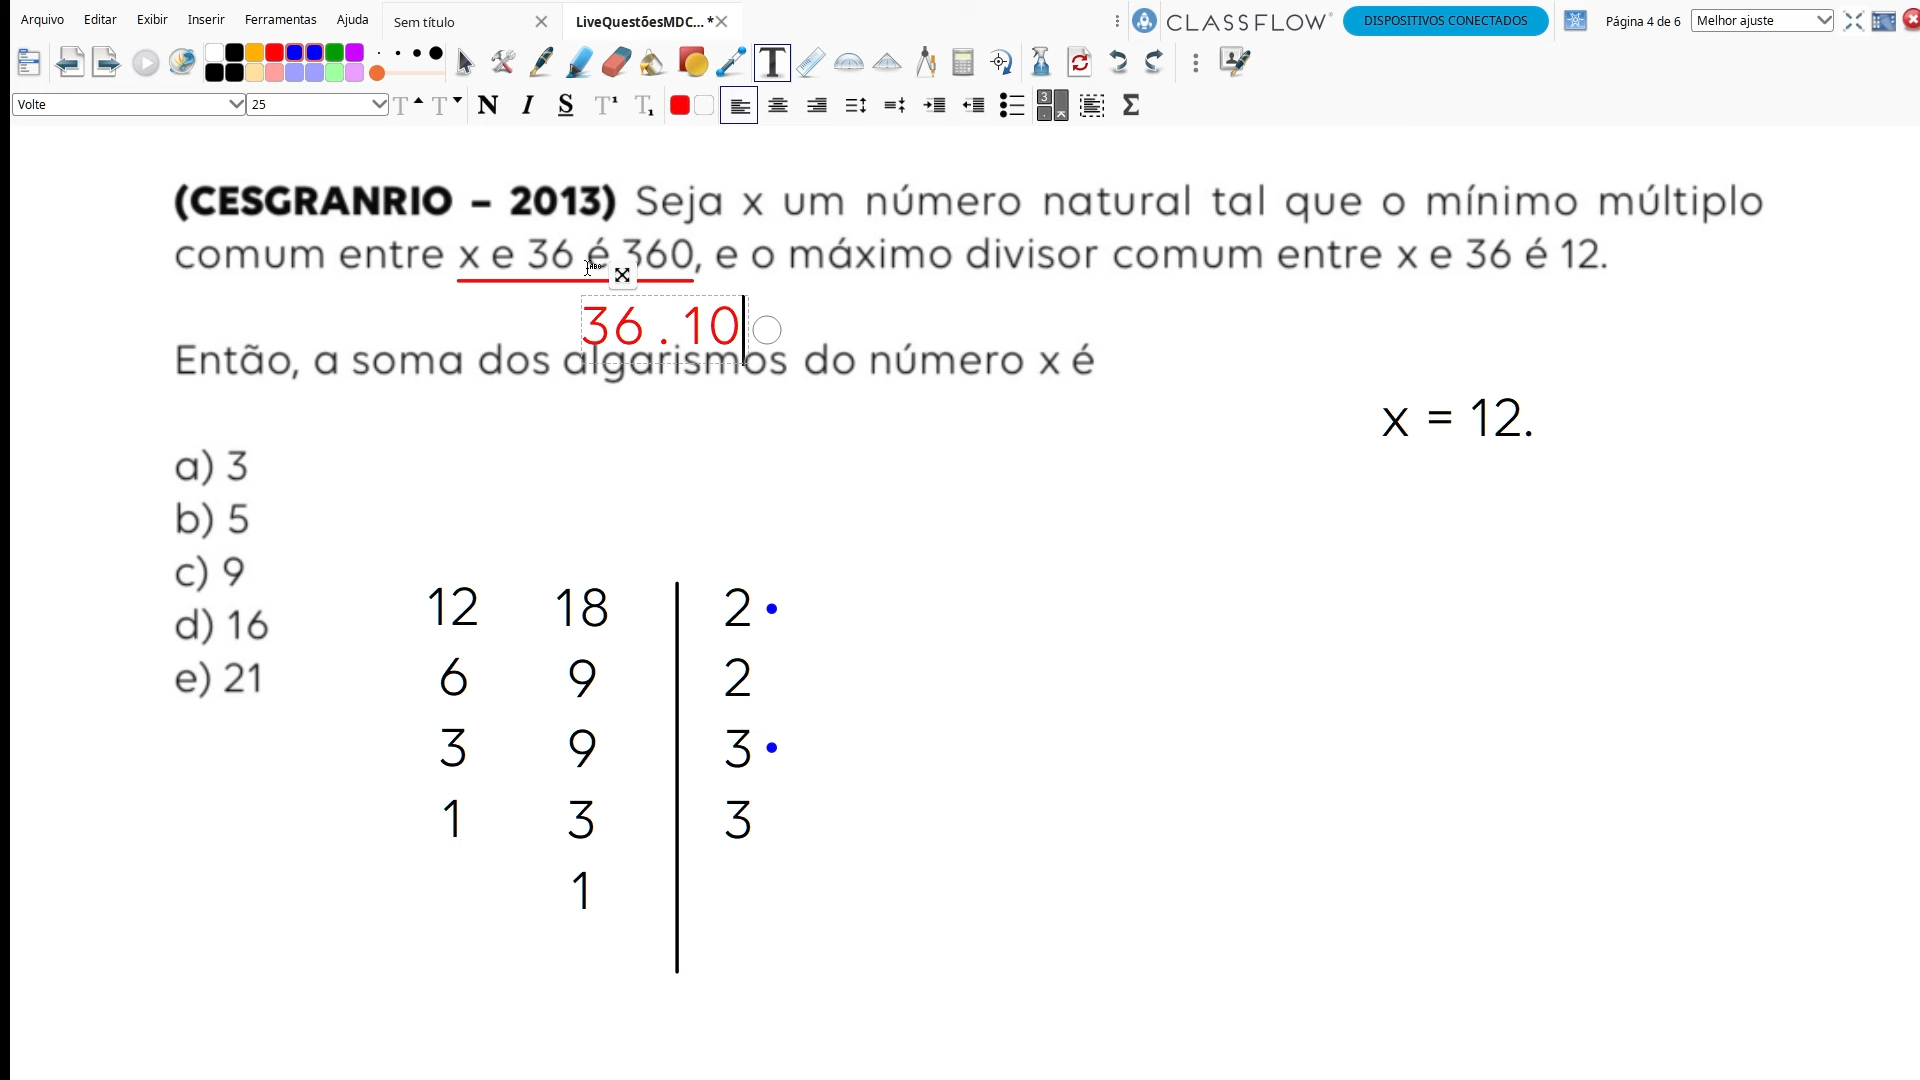 Arquivo Editar Exibir Inserir Ferramentas Ajuda Sem título LiveQuestõesMDC... * CLASSFLOW DISPOSITIVOS CONECTADOS Página 4 de 6 Melhor ajuste
Volte 25 T T N I S T¹ T₁ Σ
(CESGRANRIO – 2013) Seja x um número natural tal que o mínimo múltiplo
comum entre x e 36 é 360, e o máximo divisor comum entre x e 36 é 12.
36 . 10
Então, a soma dos algarismos do número x é
x = 12.
a) 3
b) 5
c) 9
d) 16
e) 21
12 18 2
6 9 2
3 9 3
1 3 3
1